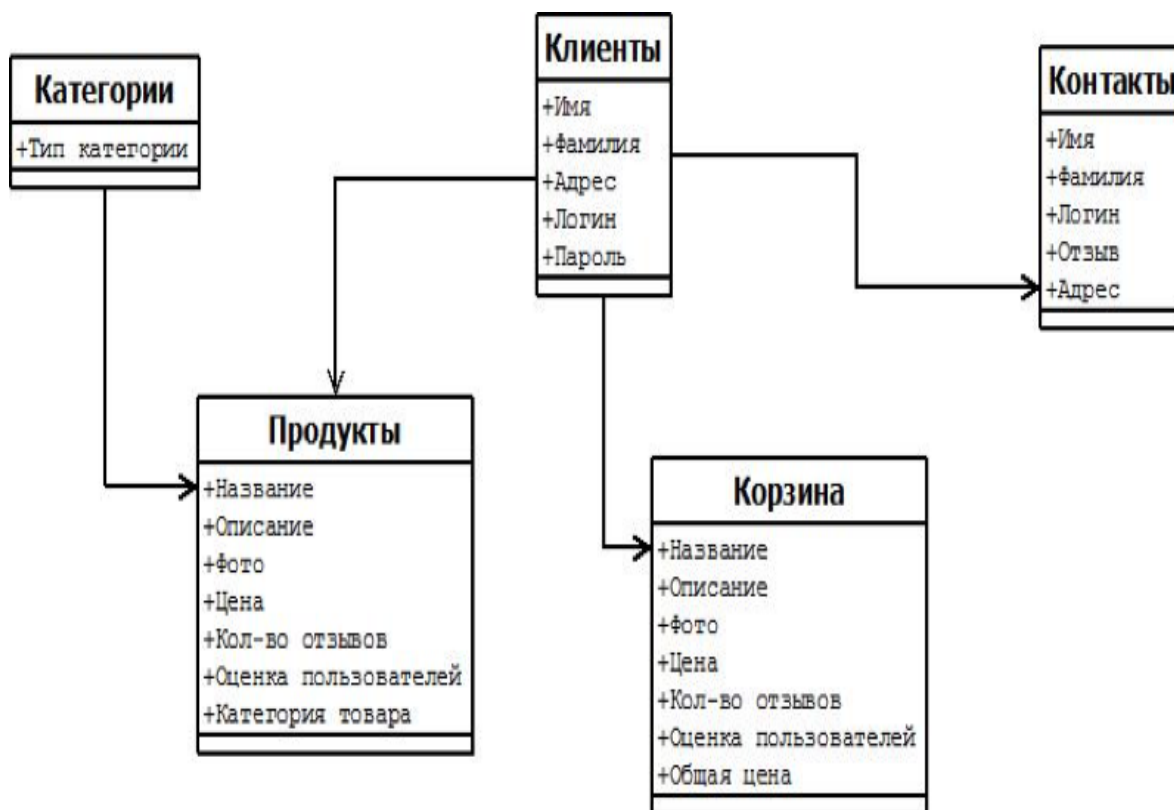 Категории
+Тип категории
Клиенты
+Имя
+Фамилия
+Адрес
+Логин
+Пароль
Контакты
+Имя
+Фамилия
+Логин
+Отзыв
+Адрес
Продукты
+Название
+Описание
+Фото
+Цена
+Кол-во отзывов
+Оценка пользователей
+Категория товара
Корзина
+Название
+Описание
+Фото
+Цена
+Кол-во отзывов
+Оценка пользователей
+Общая цена